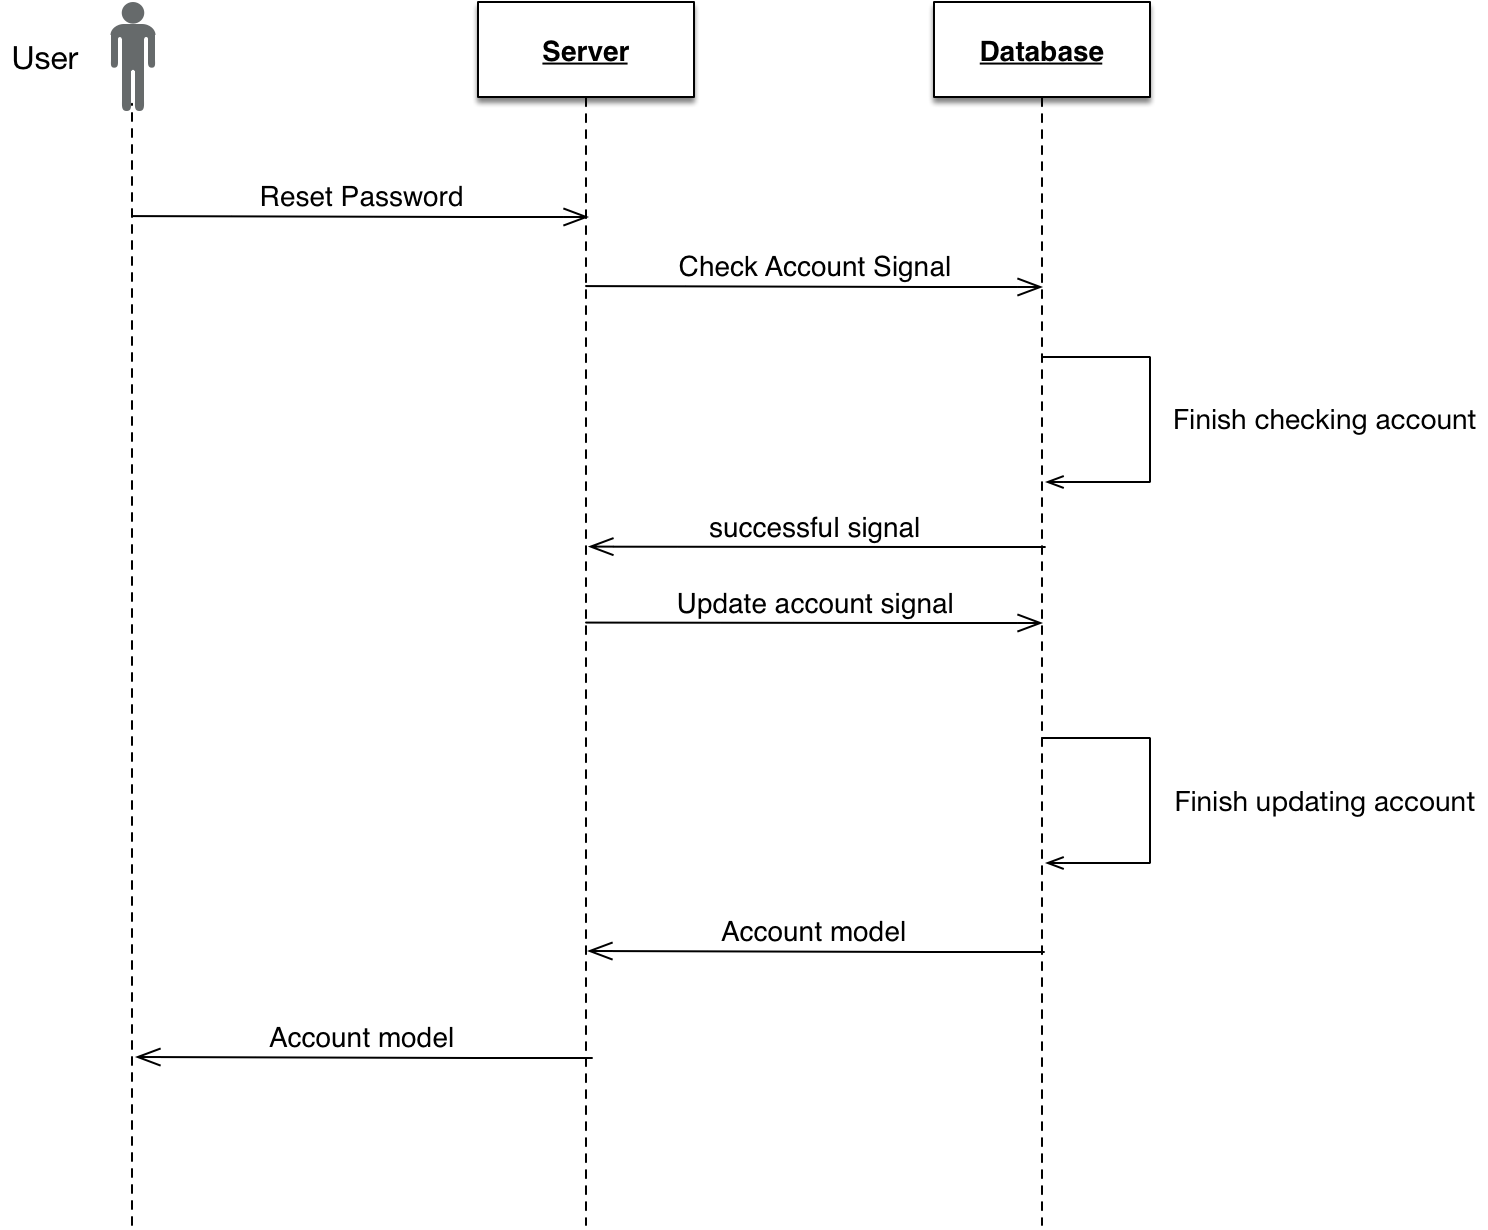 User
Server
Database
Reset Password
Check Account Signal
Finish checking account
successful signal
Update account signal
Finish updating account
Account model
Account model